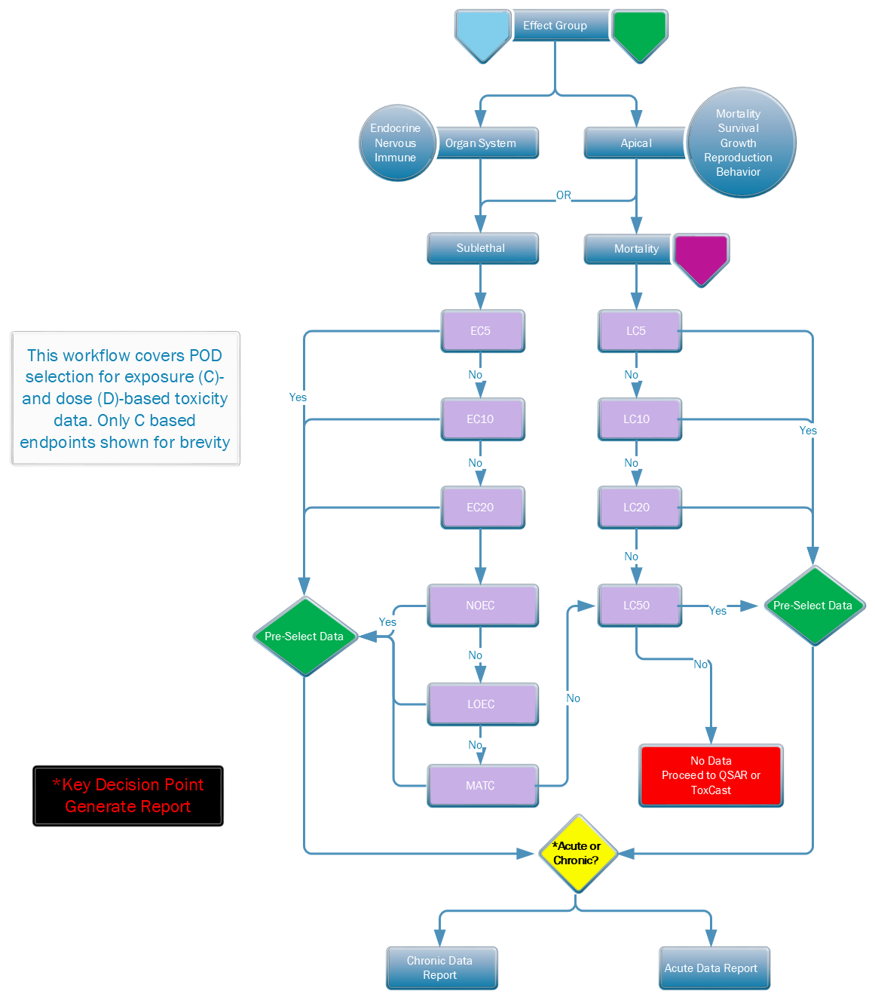 Effect Group
Endocrine
Nervous
Immune
Organ System
Apical
Mortality
Survival
Growth
Reproduction
Behavior
OR
Sublethal
Mortality
EC5
LC5
This workflow covers POD
selection for exposure (C)-
and dose (D)-based toxicity
data. Only C based
endpoints shown for brevity
Yes
No
No
EC10
LC10
Yes
No
No
EC20
LC20
No
NOEC
LC50
Yes
Pre-Select Data
Yes
Pre-Select Data
No
No
LOEC
No
No
MATC
No Data
Proceed to QSAR or
ToxCast
*Key Decision Point
Generate Report
*Acute or
Chronic?
Chronic Data
Report
Acute Data Report